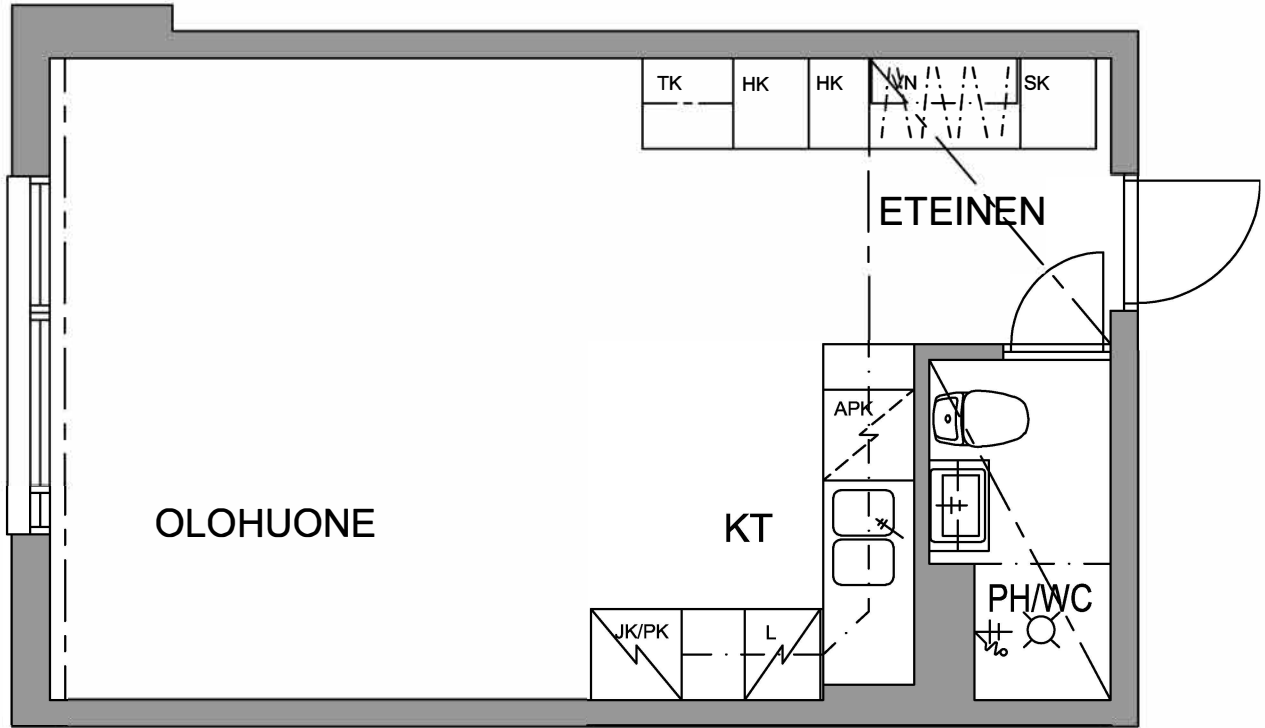 TK
HK
HK
VN
SK
ETEINEN
APK
OLOHUONE
KT
PH/WC
JK/PK
L